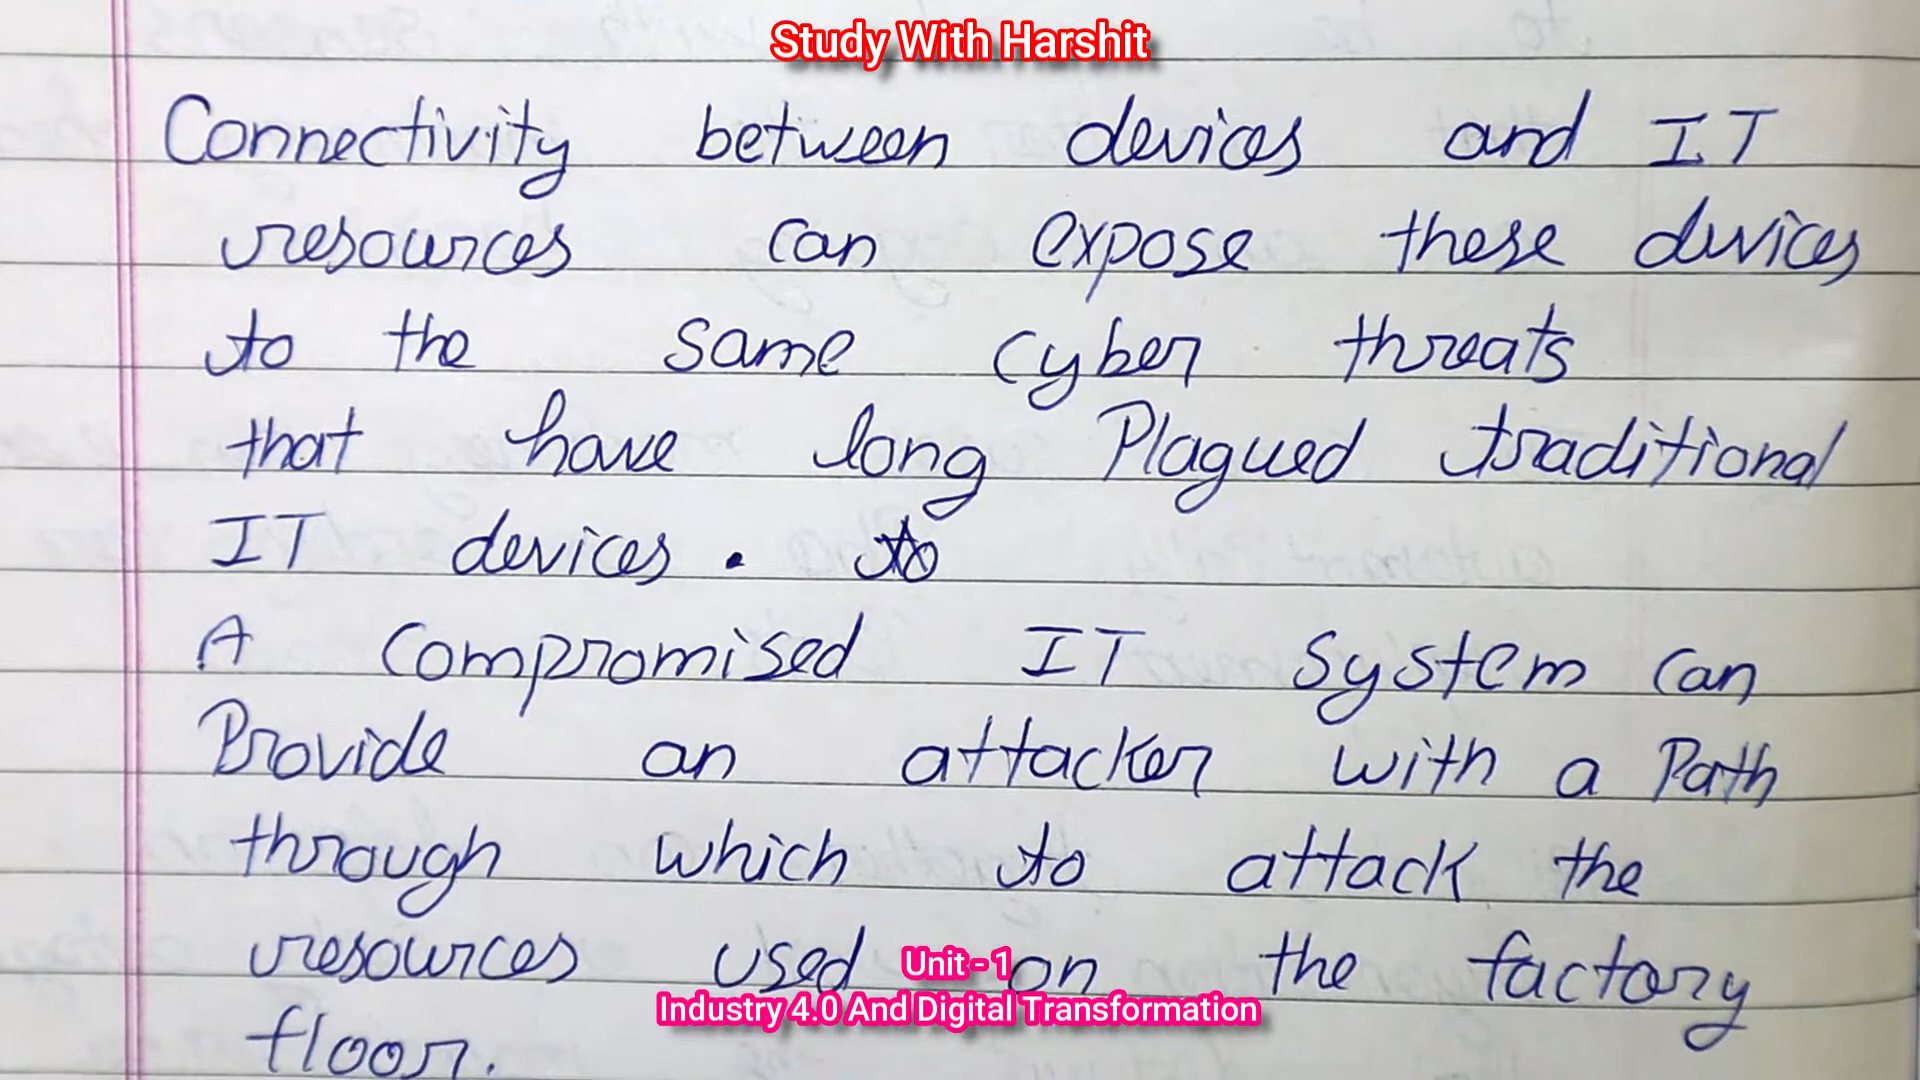 Study With Harshit
Connectivity between devices and IT
resources can expose these devices
to the same cyber threats
that have long Plagued traditional
IT devices.
A compromised IT system can
Provide an attacker with a Path
through which to attack the
resources used on the factory
Unit - 1
Industry 4.0 And Digital Transformation
floor.